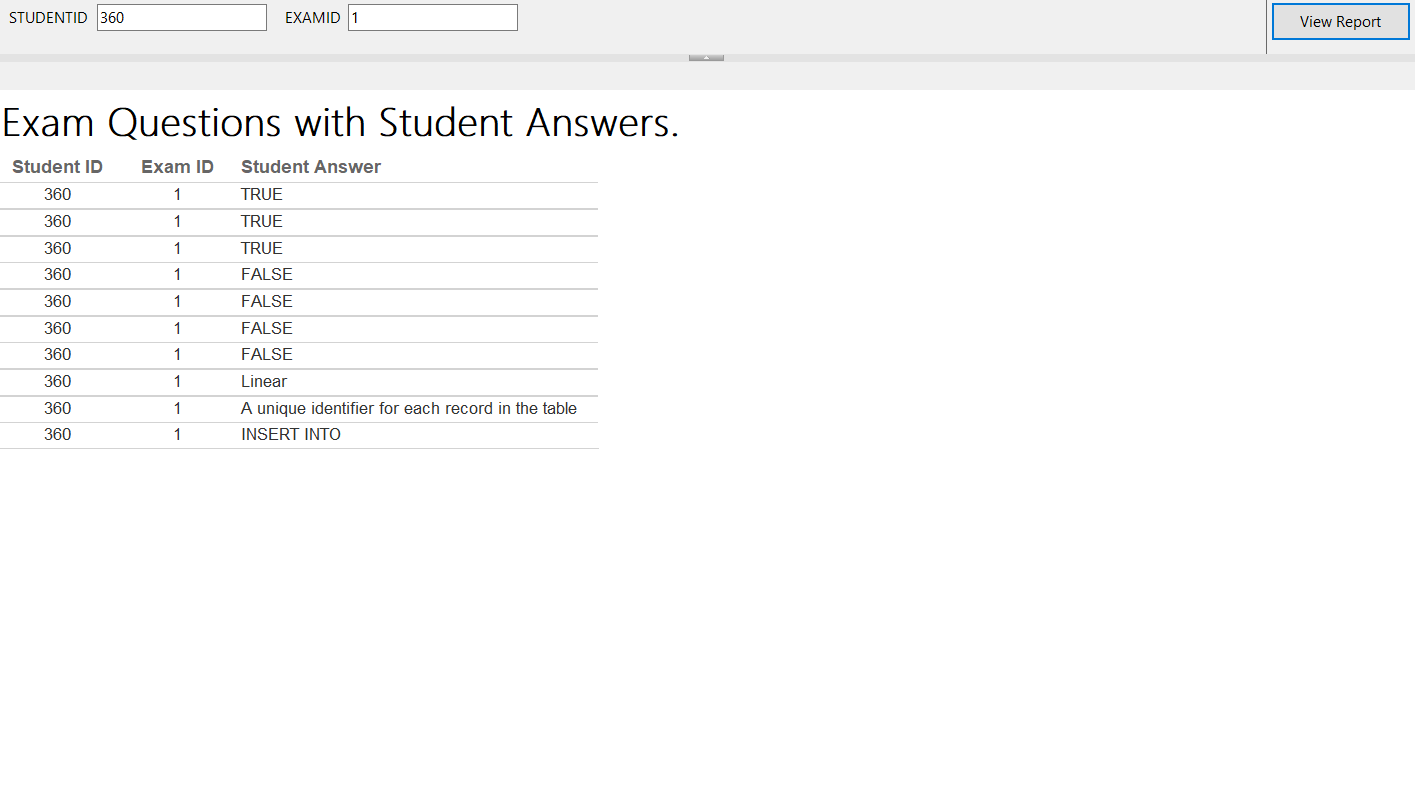 STUDENTID 360 EXAMID 1 View Report
Exam Questions with Student Answers.
Student ID Exam ID Student Answer
360 1 TRUE
360 1 TRUE
360 1 TRUE
360 1 FALSE
360 1 FALSE
360 1 FALSE
360 1 FALSE
360 1 Linear
360 1 A unique identifier for each record in the table
360 1 INSERT INTO